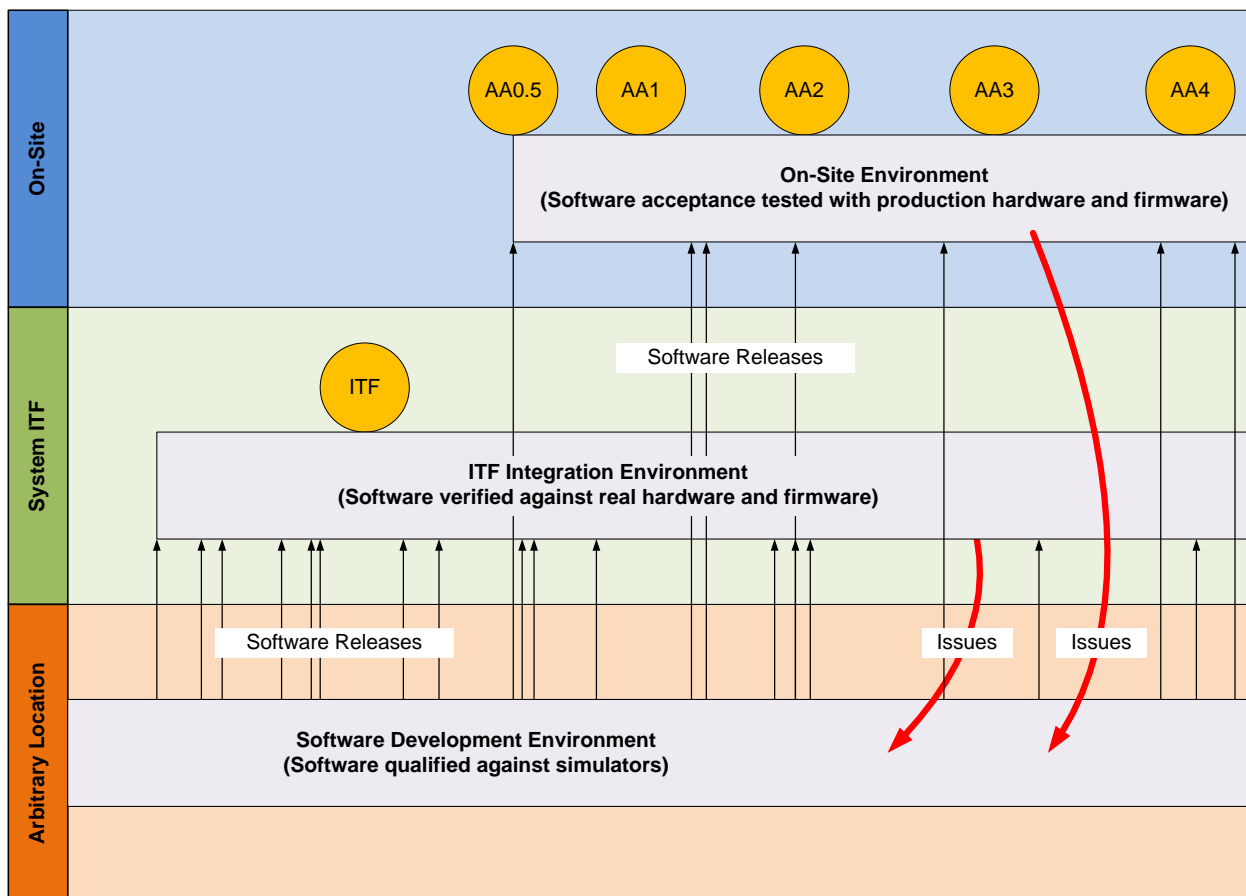 On-Site
AA0.5
AA1
AA2
AA3
AA4
On-Site Environment
(Software acceptance tested with production hardware and firmware)
System ITF
Software Releases
ITF
ITF Integration Environment
(Software verified against real hardware and firmware)
Arbitrary Location
Software Releases
Issues
Issues
Software Development Environment
(Software qualified against simulators)